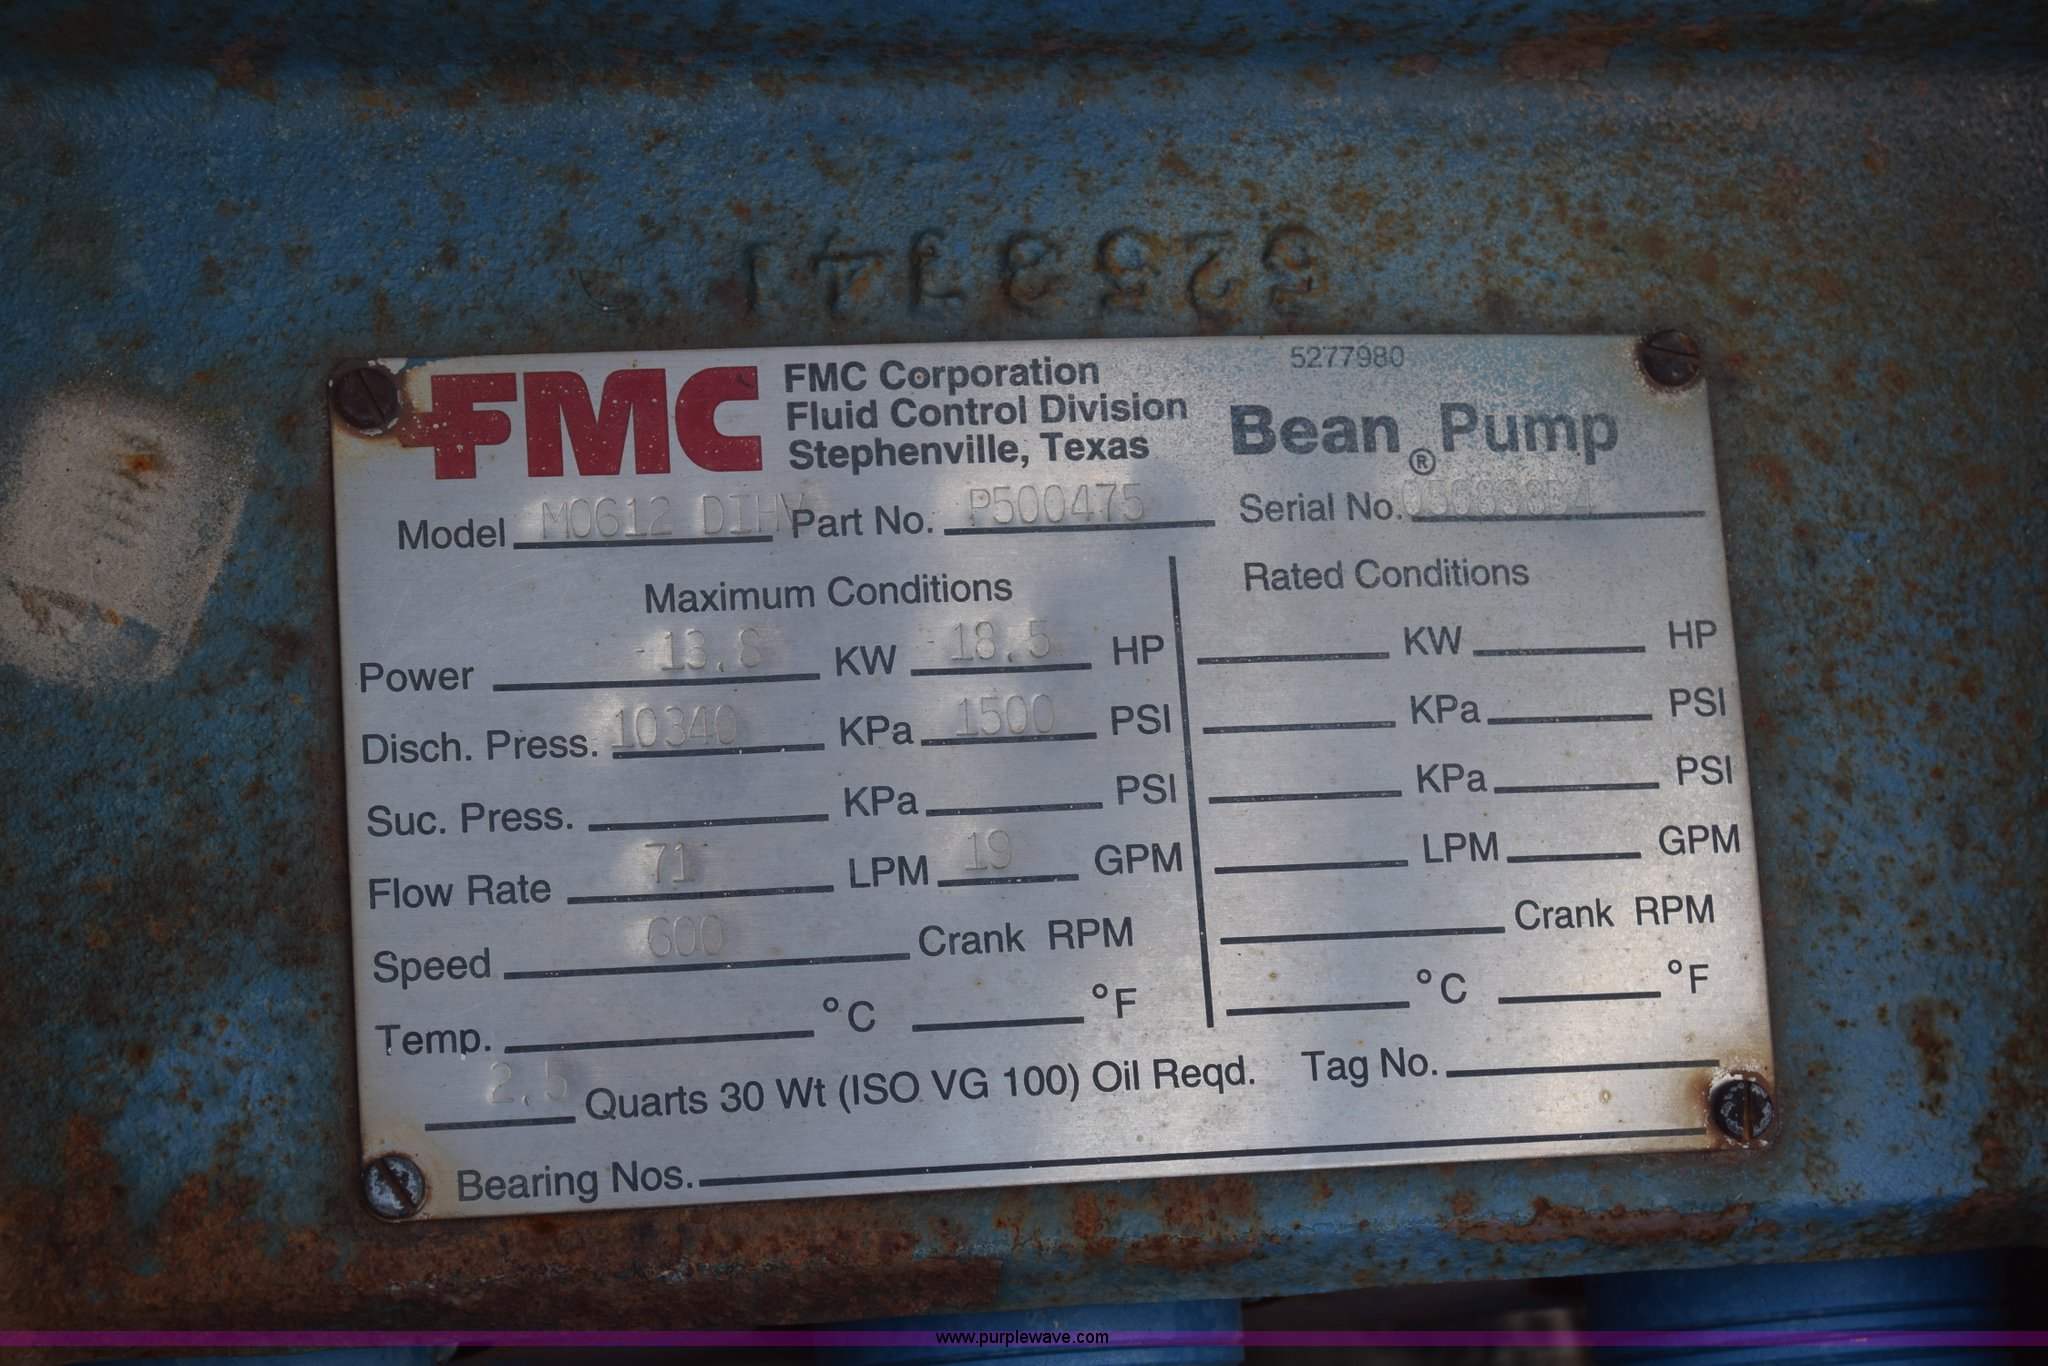 5253741
FMC
FMC Corporation
Fluid Control Division
Stephenville, Texas
5277980
Bean® Pump
Model M0612 DIHV Part No. P500475 Serial No.
Maximum Conditions Rated Conditions
Power 13.8 KW 18.5 HP KW HP
Disch. Press. 10340 KPa 1500 PSI KPa PSI
Suc. Press. KPa PSI KPa PSI
Flow Rate 71 LPM 19 GPM LPM GPM
Speed 600 Crank RPM Crank RPM
Temp. °C °F °C °F
2.5 Quarts 30 Wt (ISO VG 100) Oil Reqd. Tag No.
Bearing Nos.
www.purplewave.com